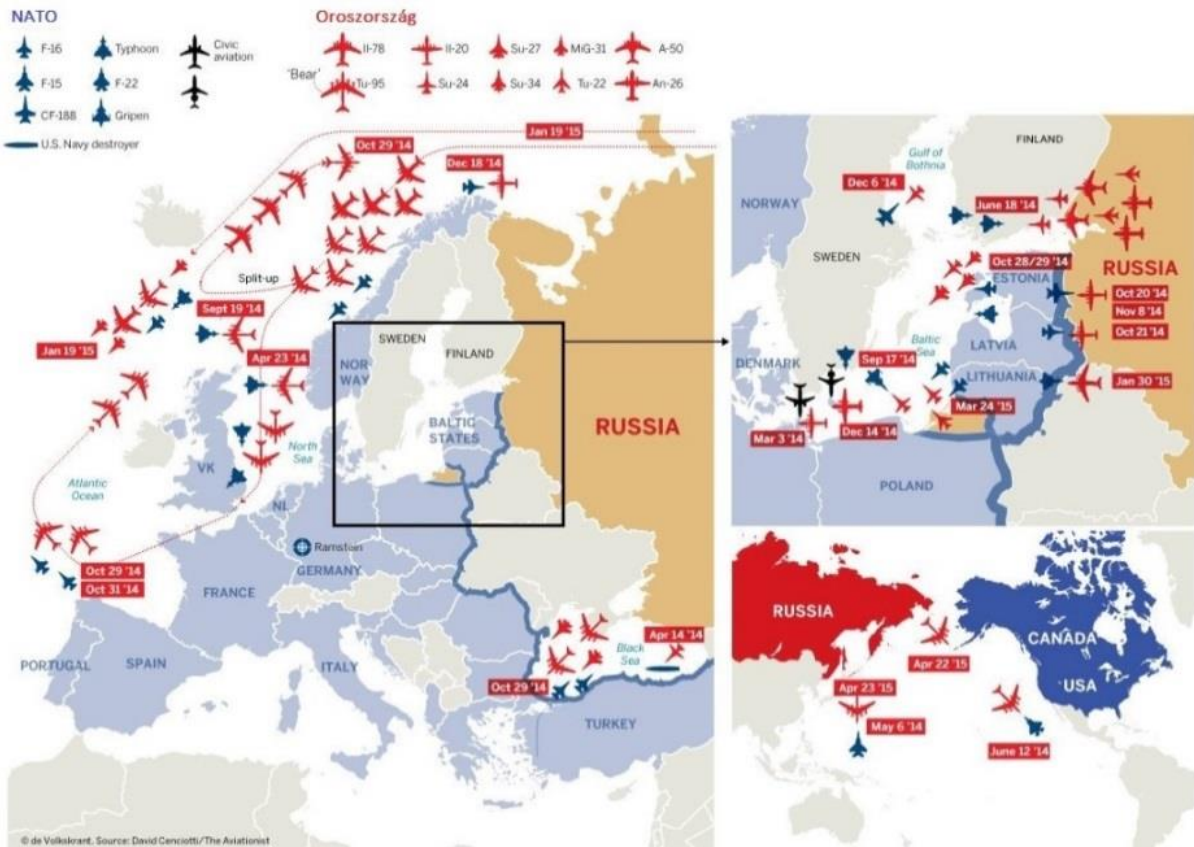 NATO
F-16
Typhoon
Civic
aviation
F-15
F-22
CF-188
Gripen
U.S. Navy destroyer
Oroszország
Il-78
Il-20
Su-27
MiG-31
A-50
'Bear'
Tu-95
Su-24
Su-34
Tu-22
An-26
Jan 19 '15
Oct 29 '14
Dec 18 '14
Split-up
Sept 19 '14
Jan 19 '15
Apr 23 '14
SWEDEN
FINLAND
NOR-
WAY
BALTIC
STATES
RUSSIA
North
Sea
VK
Atlantic
Ocean
NL
Ramstein
GERMANY
Oct 29 '14
Oct 31 '14
FRANCE
PORTUGAL
SPAIN
ITALY
Apr 14 '14
Black
Sea
Oct 29 '14
TURKEY
© de Volkskrant. Source: David Cenciotti/The Aviationist
FINLAND
Gulf of
Bothnia
Dec 6 '14
June 18 '14
NORWAY
SWEDEN
Oct 28/29 '14
ESTONIA
RUSSIA
Oct 20 '14
Nov 8 '14
Oct 21 '14
Baltic
Sea
LATVIA
DENMARK
Sep 17 '14
LITHUANIA
Jan 30 '15
Mar 24 '15
Mar 3 '14
Dec 14 '14
POLAND
RUSSIA
CANADA
USA
Apr 22 '15
Apr 23 '15
May 6 '14
June 12 '14